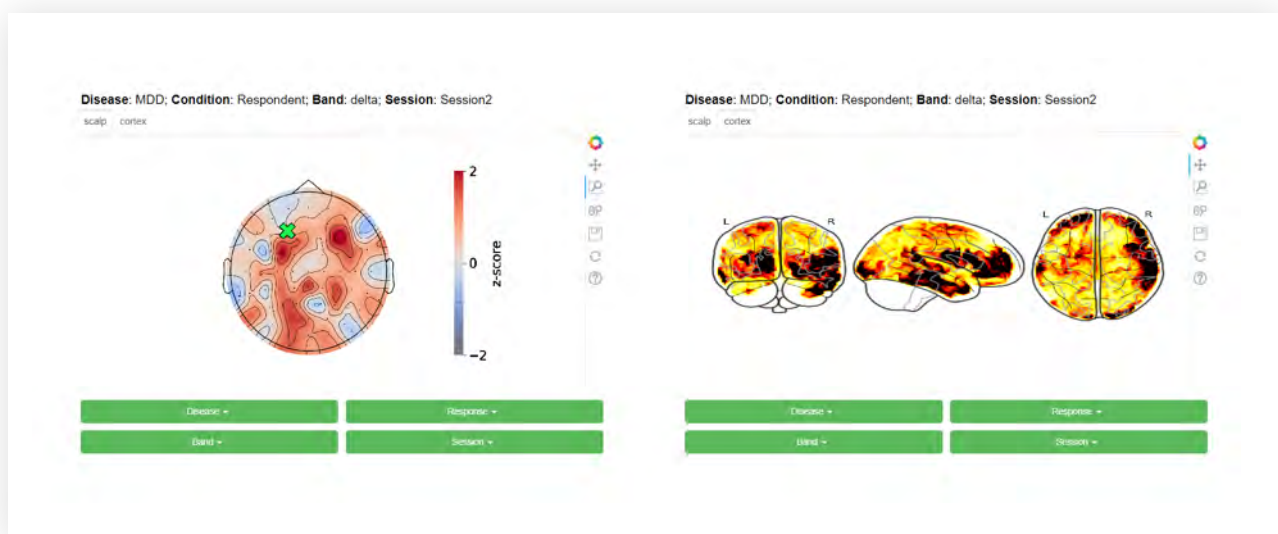 Disease: MDD; Condition: Respondent; Band: delta; Session: Session2
scalp cortex
2
0
−2
z-score
Disease
Response
Band
Session
Disease: MDD; Condition: Respondent; Band: delta; Session: Session2
scalp cortex
L R
L R
Disease
Response
Band
Session